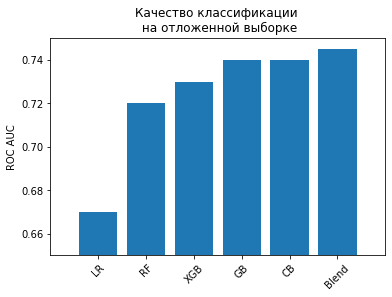 Качество классификации
на отложенной выборке
ROC AUC
0.74
0.72
0.70
0.68
0.66
LR
RF
XGB
GB
CB
Blend